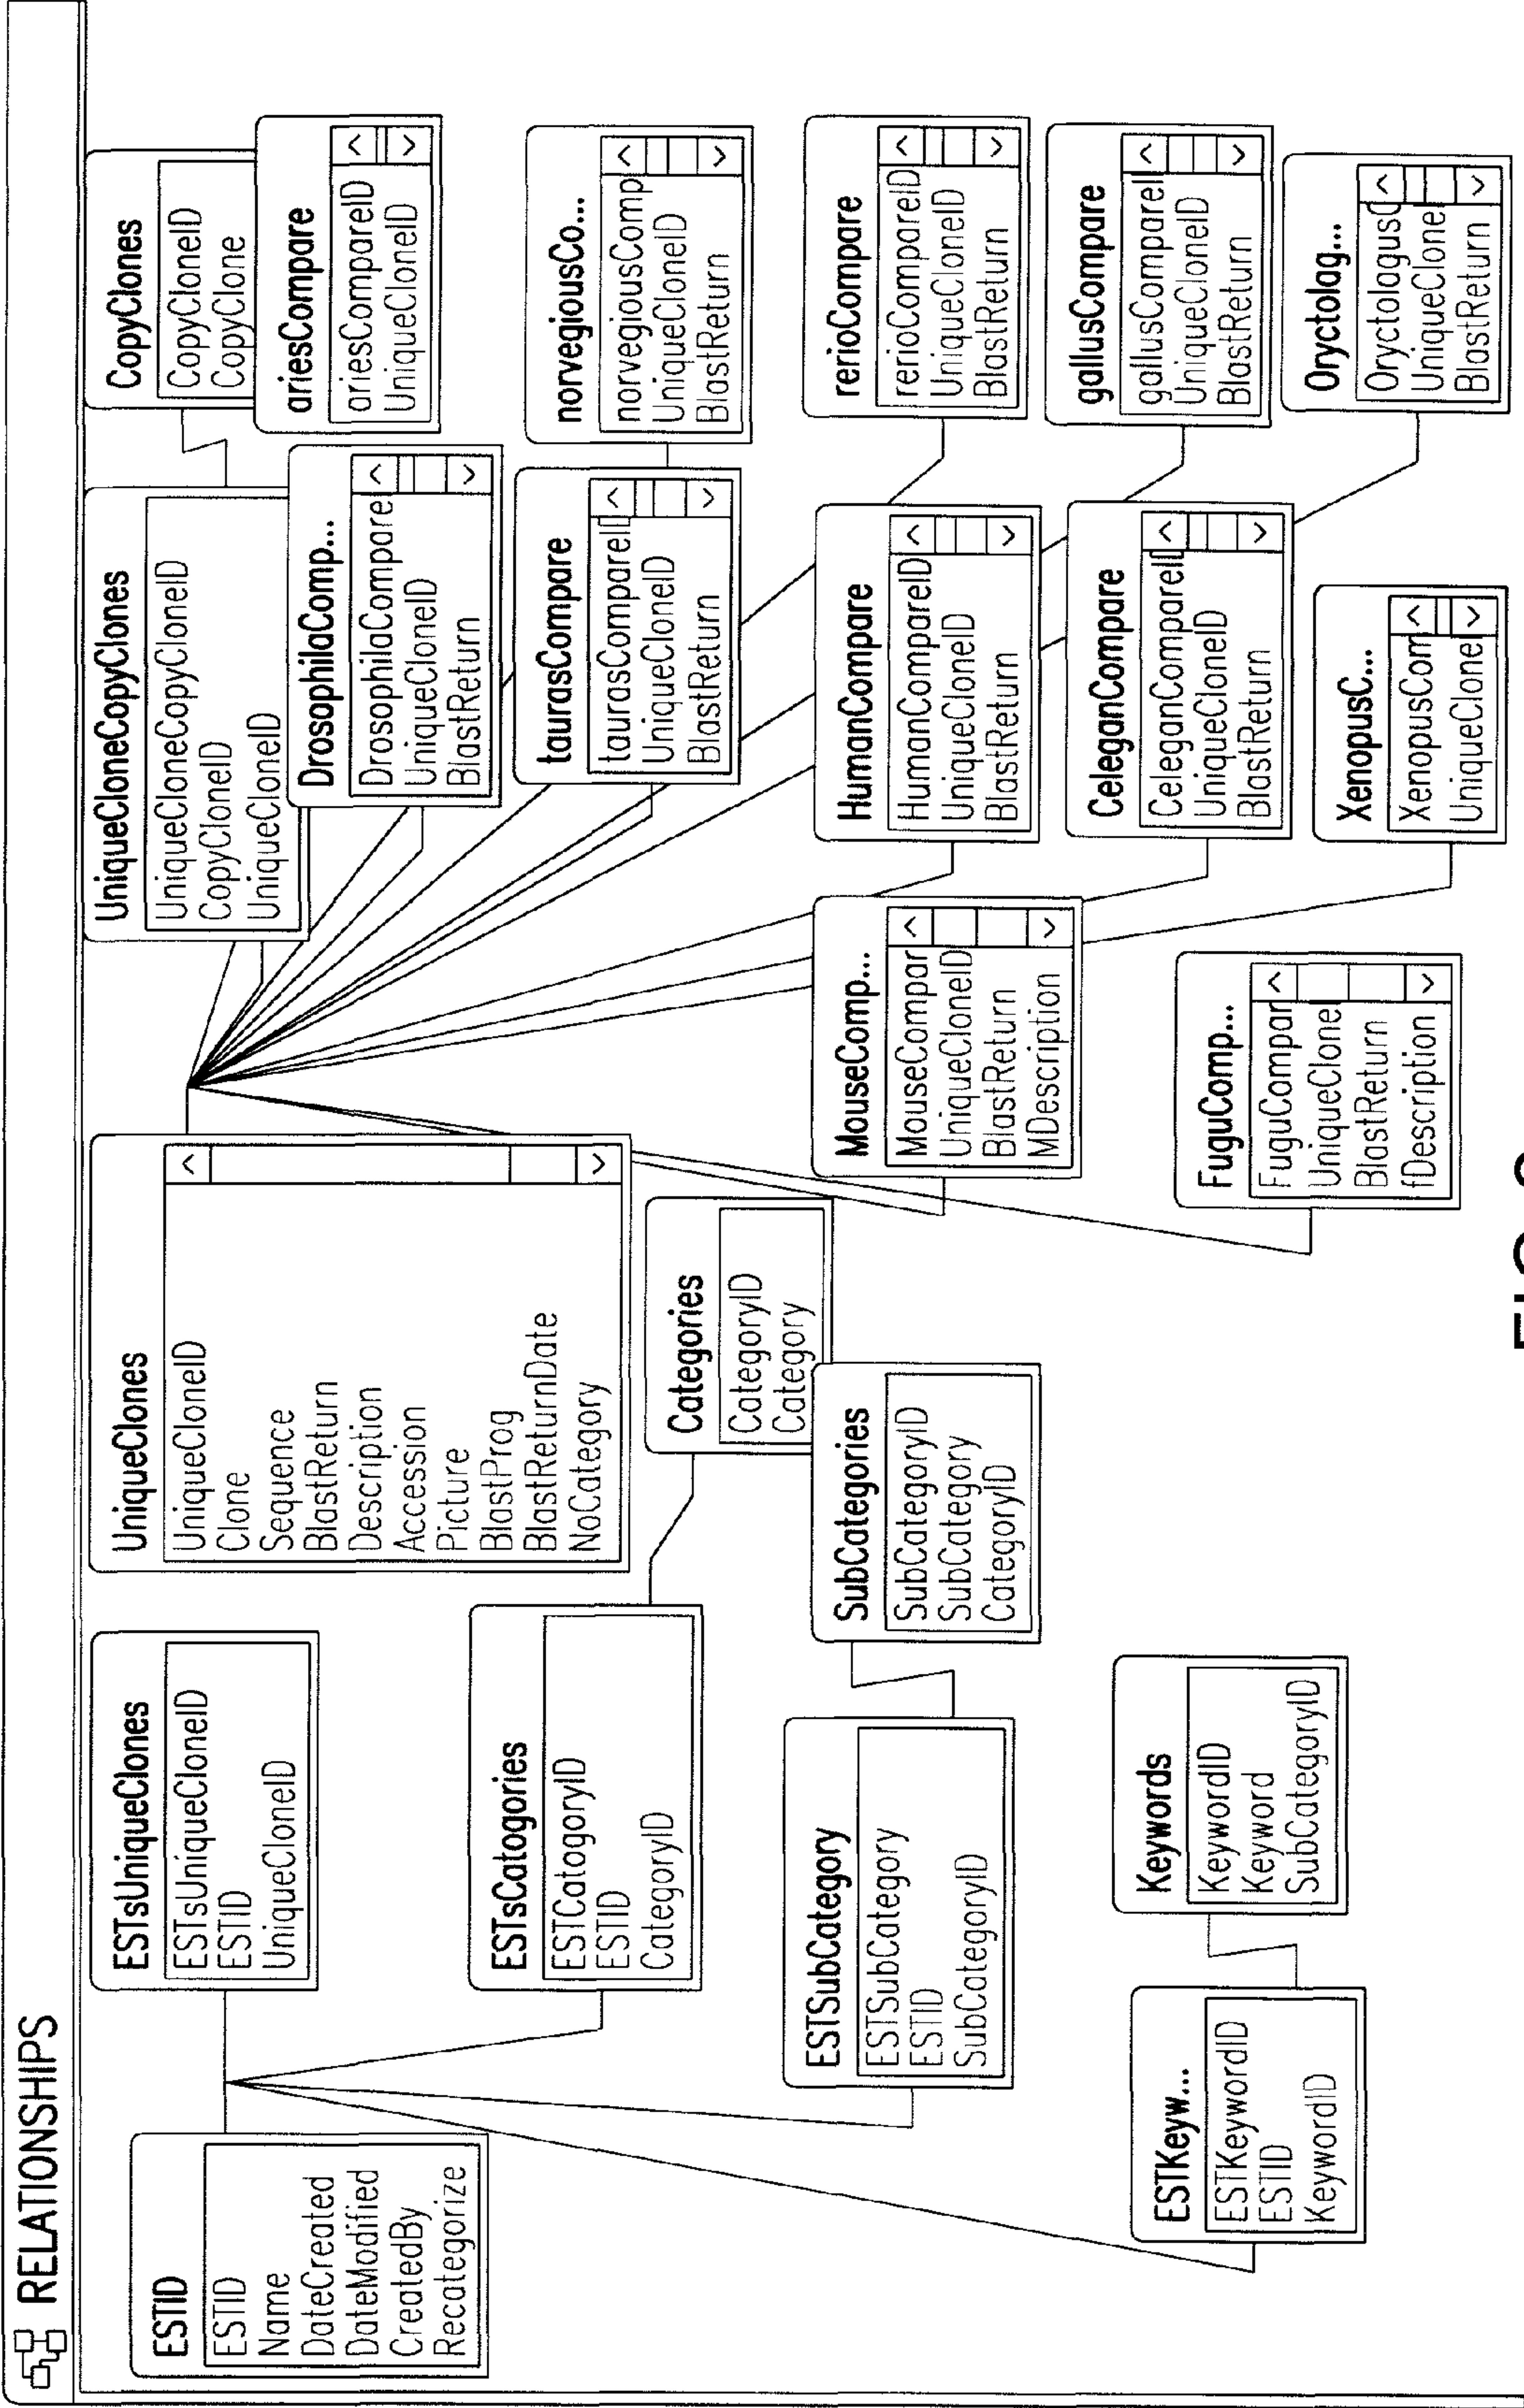 RELATIONSHIPS
ESTID
ESTID
Name
DateCreated
DateModified
CreatedBy
Recategorize
ESTsUniqueClones
ESTsUniqueCloneID
ESTID
UniqueCloneID
ESTsCatogories
ESTCatogoryID
ESTID
CategoryID
ESTSubCategory
ESTSubCategory
ESTID
SubCategoryID
ESTKeyw...
ESTKeywordID
ESTID
KeywordID
Keywords
KeywordID
Keyword
SubCategoryID
UniqueClones
UniqueCloneID
Clone
Sequence
BlastReturn
Description
Accession
Picture
BlastProg
BlastReturnDate
NoCategory
Categories
CategoryID
Category
SubCategories
SubCategoryID
SubCategory
CategoryID
MouseComp...
MouseCompar
UniqueCloneID
BlastReturn
MDescription
FuguComp...
FuguCompar
UniqueClone
BlastReturn
fDescription
UniqueCloneCopyClones
UniqueCloneCopyCloneID
CopyCloneID
UniqueCloneID
DrosophilaComp...
DrosophilaCompare
UniqueCloneID
BlastReturn
taurasCompare
taurasCompareID
UniqueCloneID
BlastReturn
HumanCompare
HumanCompareID
UniqueCloneID
BlastReturn
CeleganCompare
CeleganCompareID
UniqueCloneID
BlastReturn
XenopusC...
XenopusCom
UniqueClone
CopyClones
CopyCloneID
CopyClone
ariesCompare
ariesCompareID
UniqueCloneID
norvegiousCo...
norvegiousComp
UniqueCloneID
BlastReturn
rerioCompare
rerioCompareID
UniqueCloneID
BlastReturn
gallusCompare
gallusCompareI
UniqueCloneID
BlastReturn
Oryctolag...
OryctolagusC
UniqueClone
BlastReturn